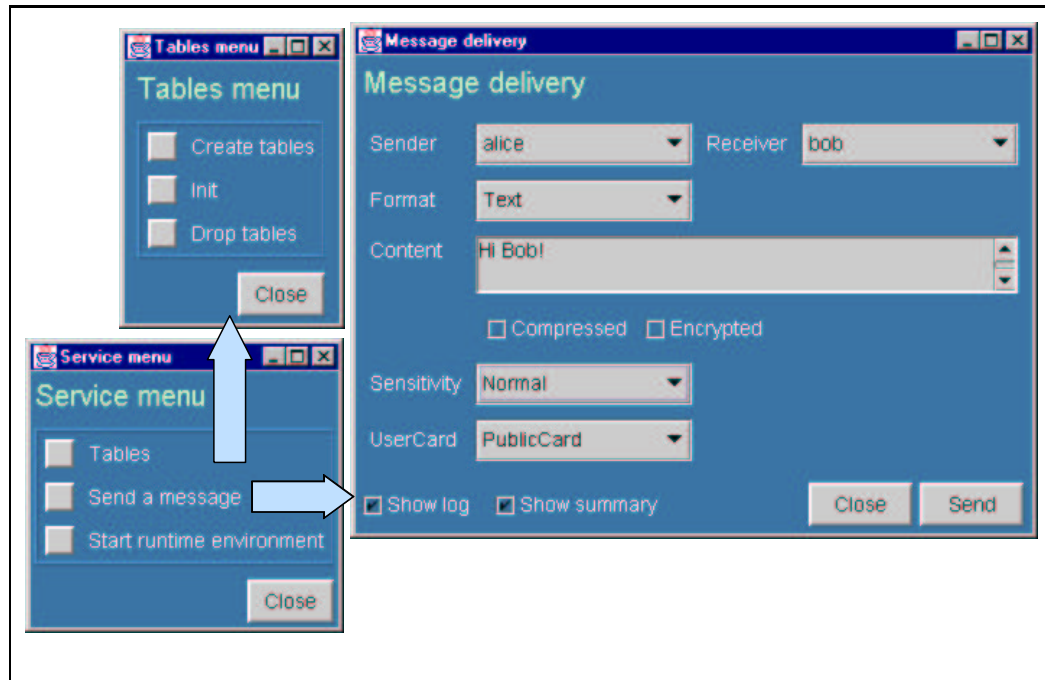 Tables menu
Tables menu
Create tables
Init
Drop tables
Close
Message delivery
Message delivery
Sender alice Receiver bob
Format Text
Content Hi Bob!
Compressed Encrypted
Sensitivity Normal
UserCard PublicCard
Show log Show summary Close Send
Service menu
Service menu
Tables
Send a message
Start runtime environment
Close